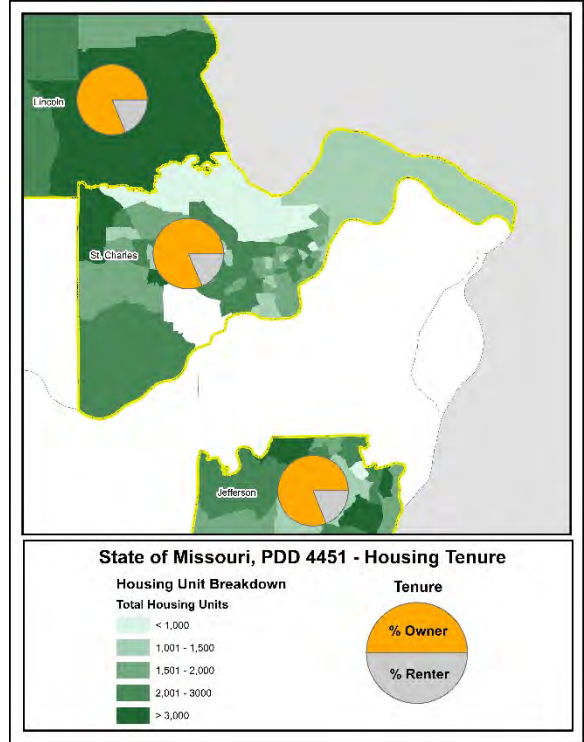 Lincoln
St. Charles
Jefferson
State of Missouri, PDD 4451 - Housing Tenure
Housing Unit Breakdown
Total Housing Units
< 1,000
1,001 - 1,500
1,501 - 2,000
2,001 - 3000
> 3,000
Tenure
% Owner
% Renter